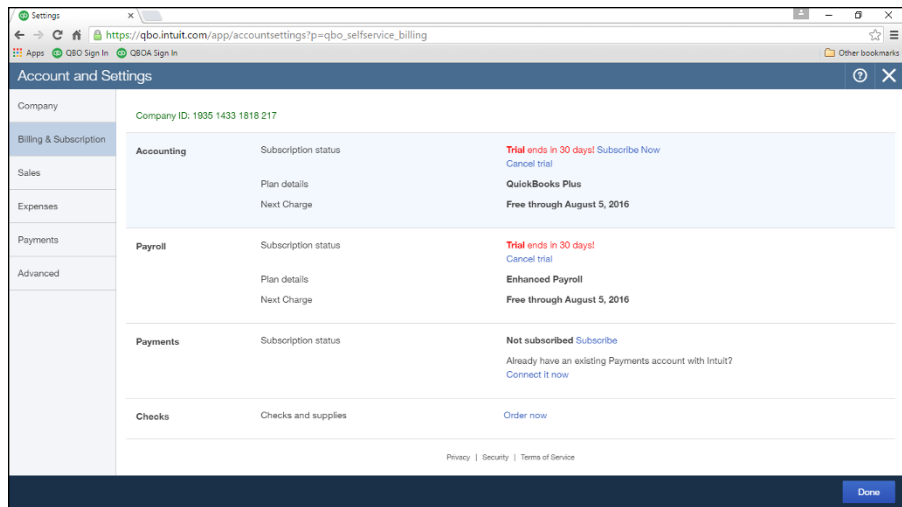 Settings
https://qbo.intuit.com/app/accountsettings?p=qbo_selfservice_billing
Apps QBO Sign In QBOA Sign In Other bookmarks
Account and Settings
Company
Billing & Subscription
Sales
Expenses
Payments
Advanced
Company ID: 1935 1433 1818 217
Accounting Subscription status Trial ends in 30 days! Subscribe Now
Cancel trial
Plan details QuickBooks Plus
Next Charge Free through August 5, 2016
Payroll Subscription status Trial ends in 30 days!
Cancel trial
Plan details Enhanced Payroll
Next Charge Free through August 5, 2016
Payments Subscription status Not subscribed Subscribe
Already have an existing Payments account with Intuit?
Connect it now
Checks Checks and supplies Order now
Privacy | Security | Terms of Service
Done